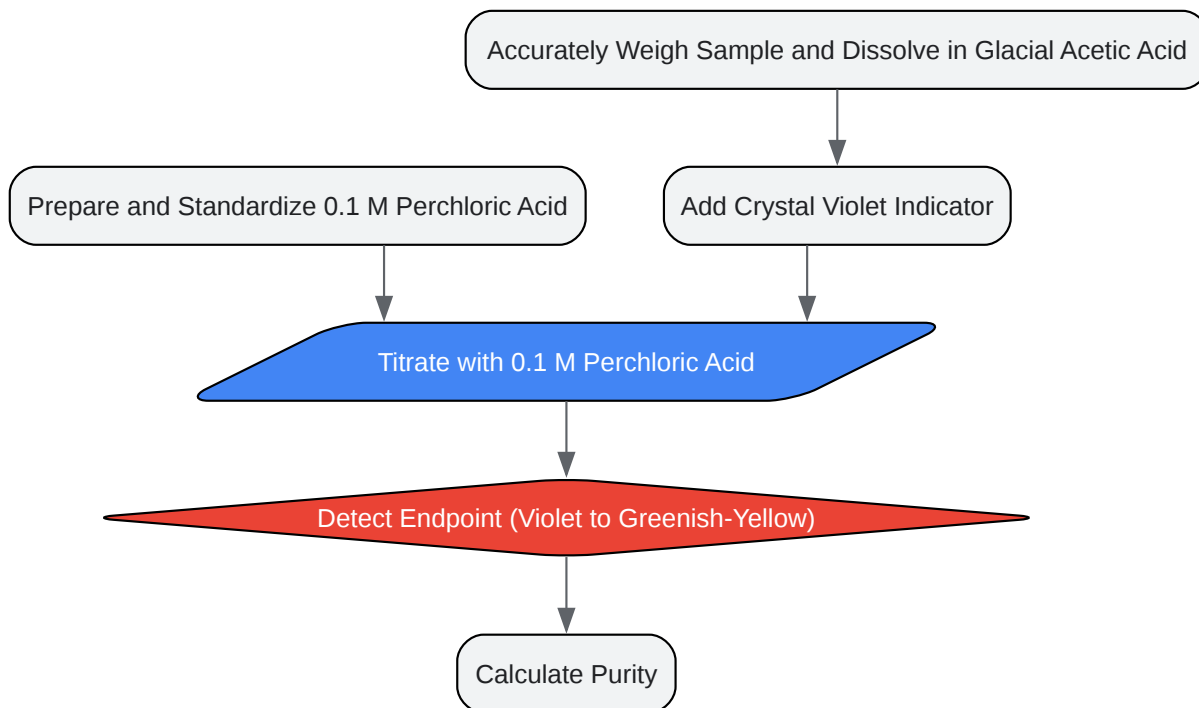 Accurately Weigh Sample and Dissolve in Glacial Acetic Acid
Prepare and Standardize 0.1 M Perchloric Acid
Add Crystal Violet Indicator
Titrate with 0.1 M Perchloric Acid
Detect Endpoint (Violet to Greenish-Yellow)
Calculate Purity